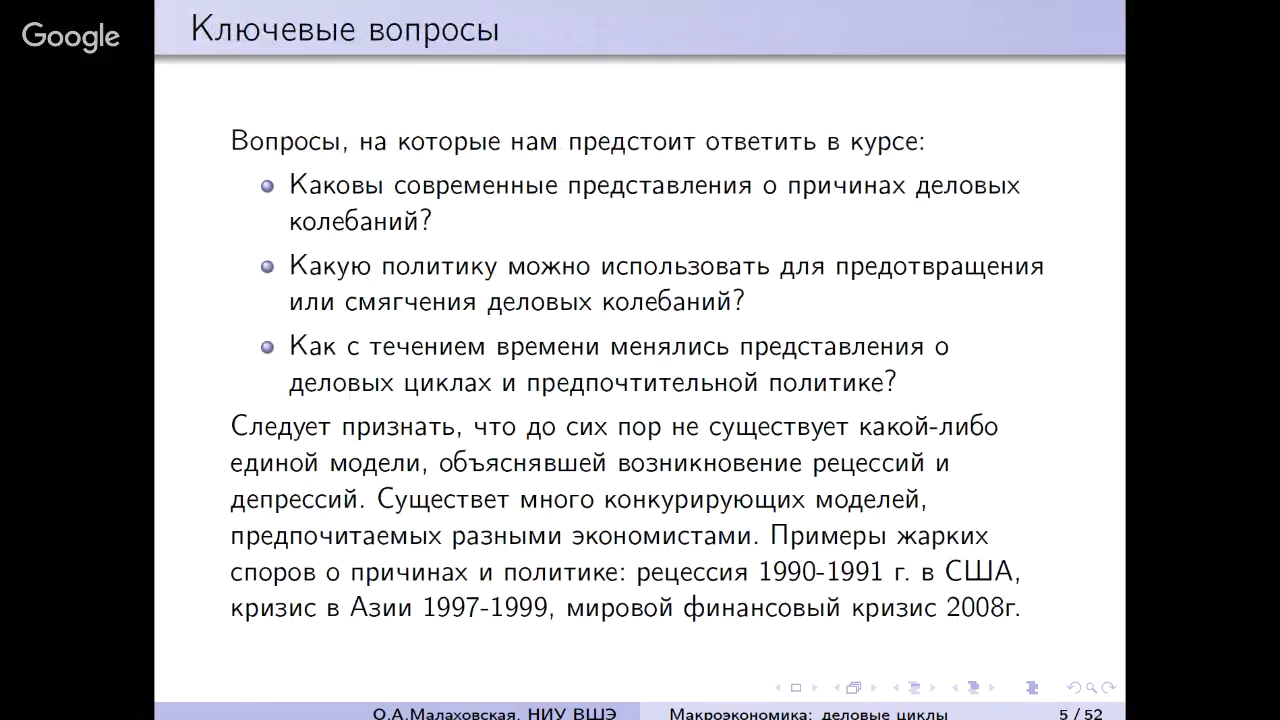 Google
Ключевые вопросы
Вопросы, на которые нам предстоит ответить в курсе:
Каковы современные представления о причинах деловых
колебаний?
Какую политику можно использовать для предотвращения
или смягчения деловых колебаний?
Как с течением времени менялись представления о
деловых циклах и предпочтительной политике?
Следует признать, что до сих пор не существует какой-либо
единой модели, объяснявшей возникновение рецессий и
депрессий. Существет много конкурирующих моделей,
предпочитаемых разными экономистами. Примеры жарких
споров о причинах и политике: рецессия 1990-1991 г. в США,
кризис в Азии 1997-1999, мировой финансовый кризис 2008г.
О.А.Малаховская, НИУ ВШЭ
Макроэкономика: деловые циклы
5 / 52